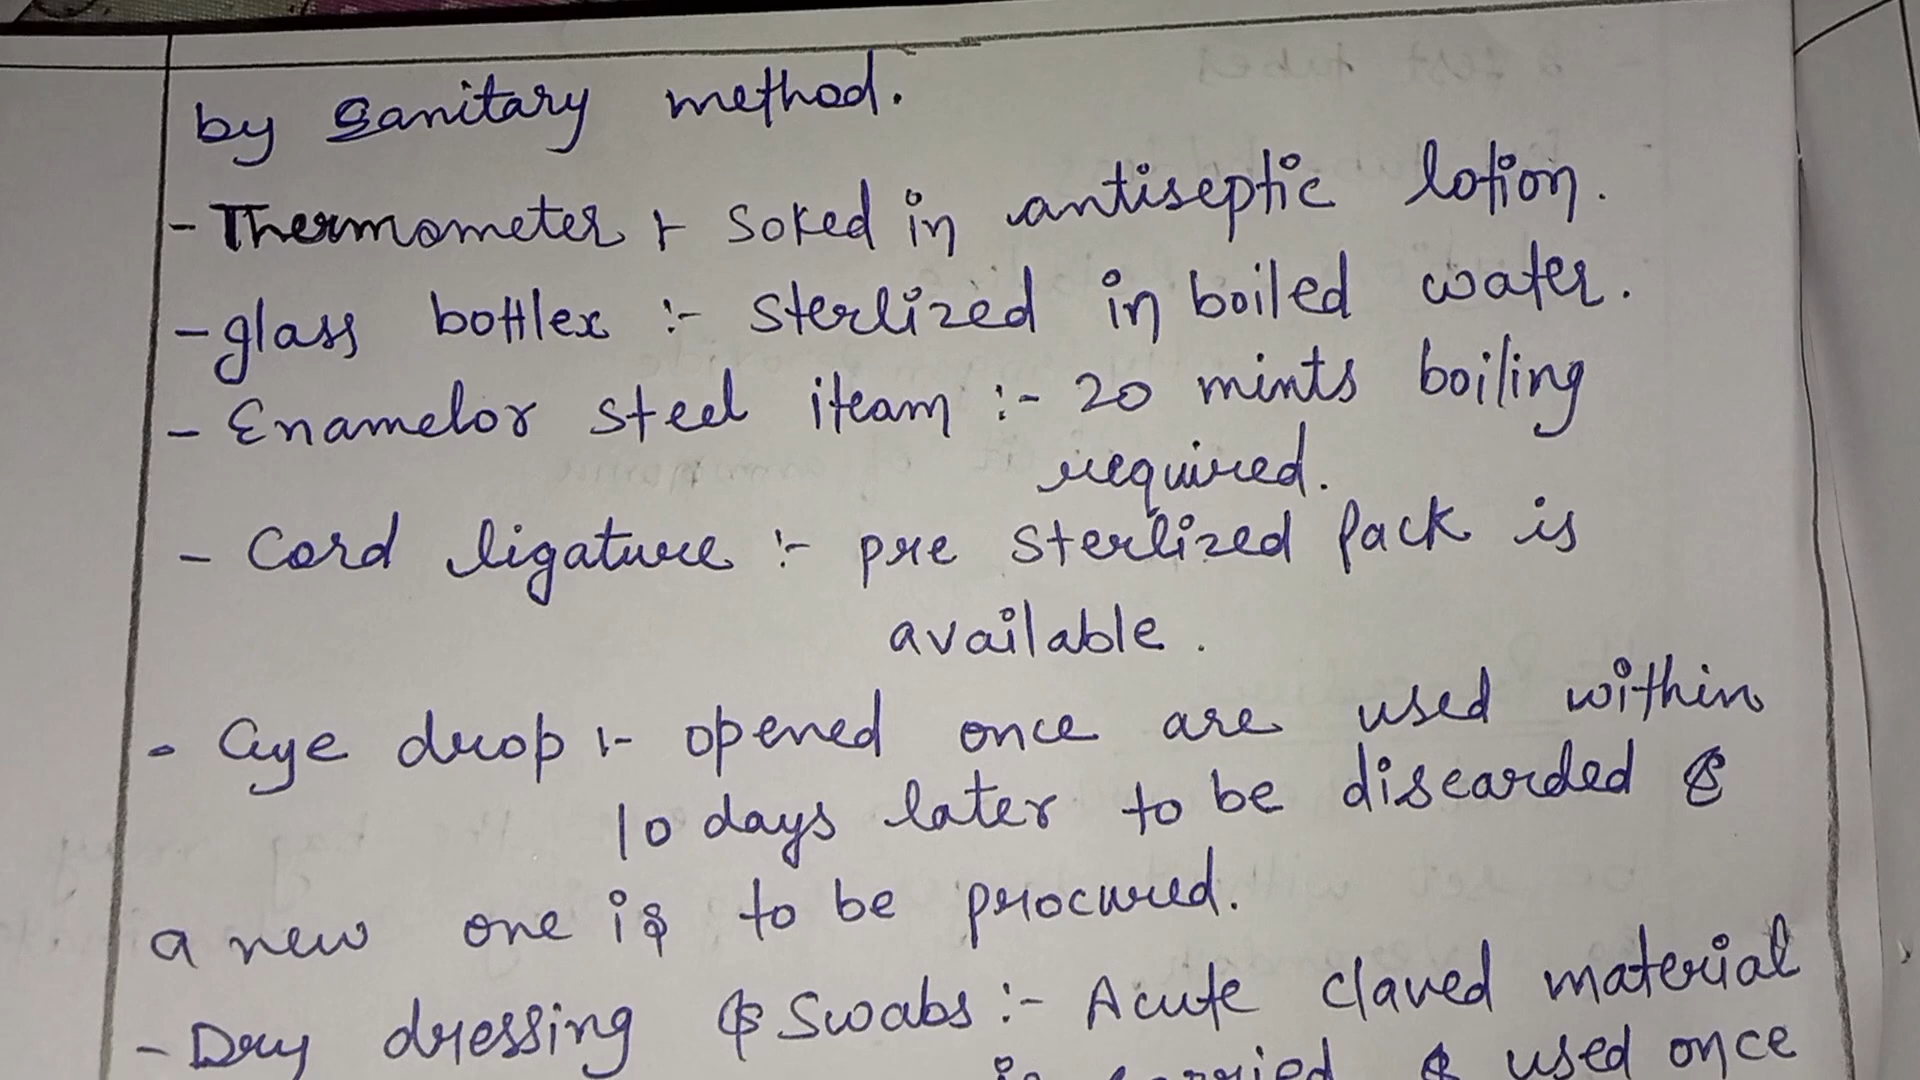 by sanitary method.
- Thermometer :- Soked in antiseptic lotion.
- glass bottles :- sterlized in boiled water.
- Enamelor steel iteam :- 20 mints boiling
required.
- Cord ligature :- pre sterlized pack is
available.
- eye drop :- opened once are used within
10 days later to be discarded &
a new one is to be procured.
- Dry dressing & Swabs :- Acute claved material
is carried & used once